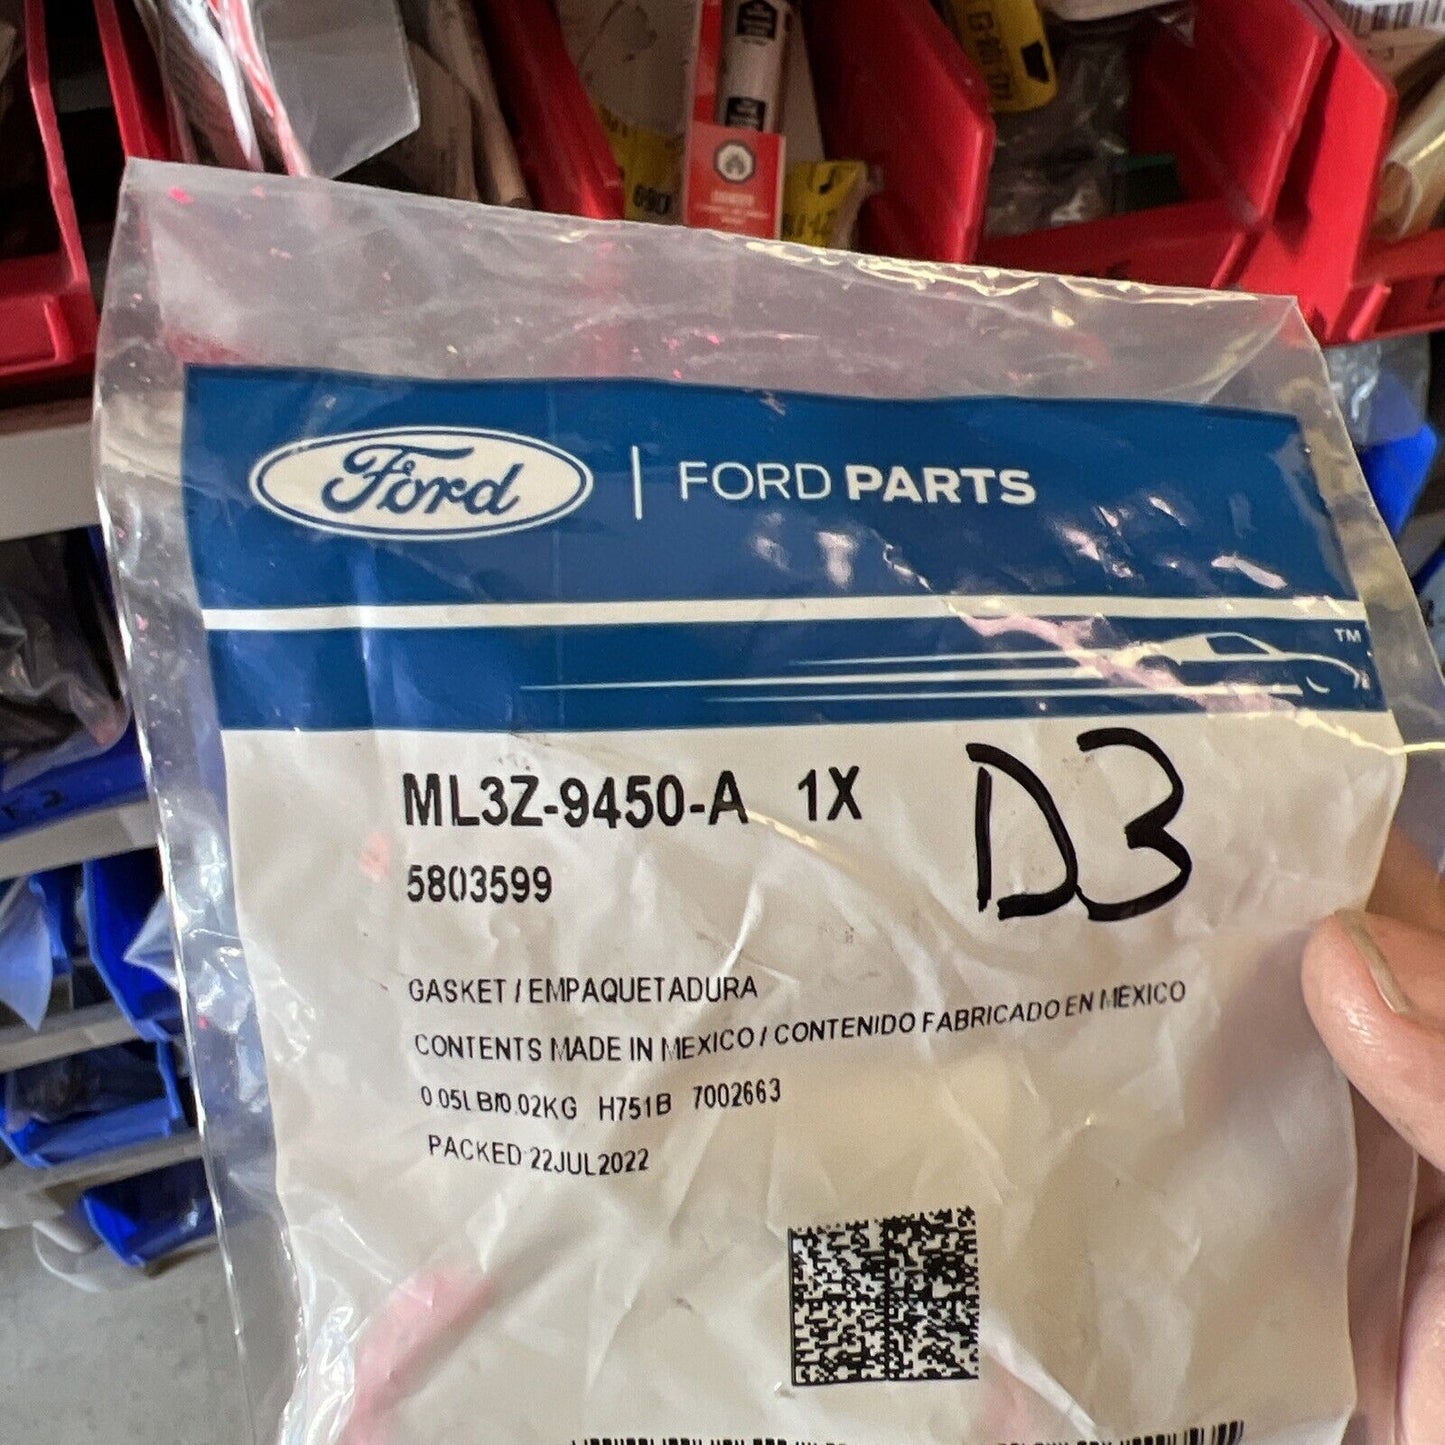 Ford | FORD PARTS
TM
ML3Z-9450-A 1X
D3
5803599
GASKET / EMPAQUETADURA
CONTENTS MADE IN MEXICO / CONTENIDO FABRICADO EN MEXICO
0.05LB/0.02KG H751B 7002663
PACKED 22JUL2022